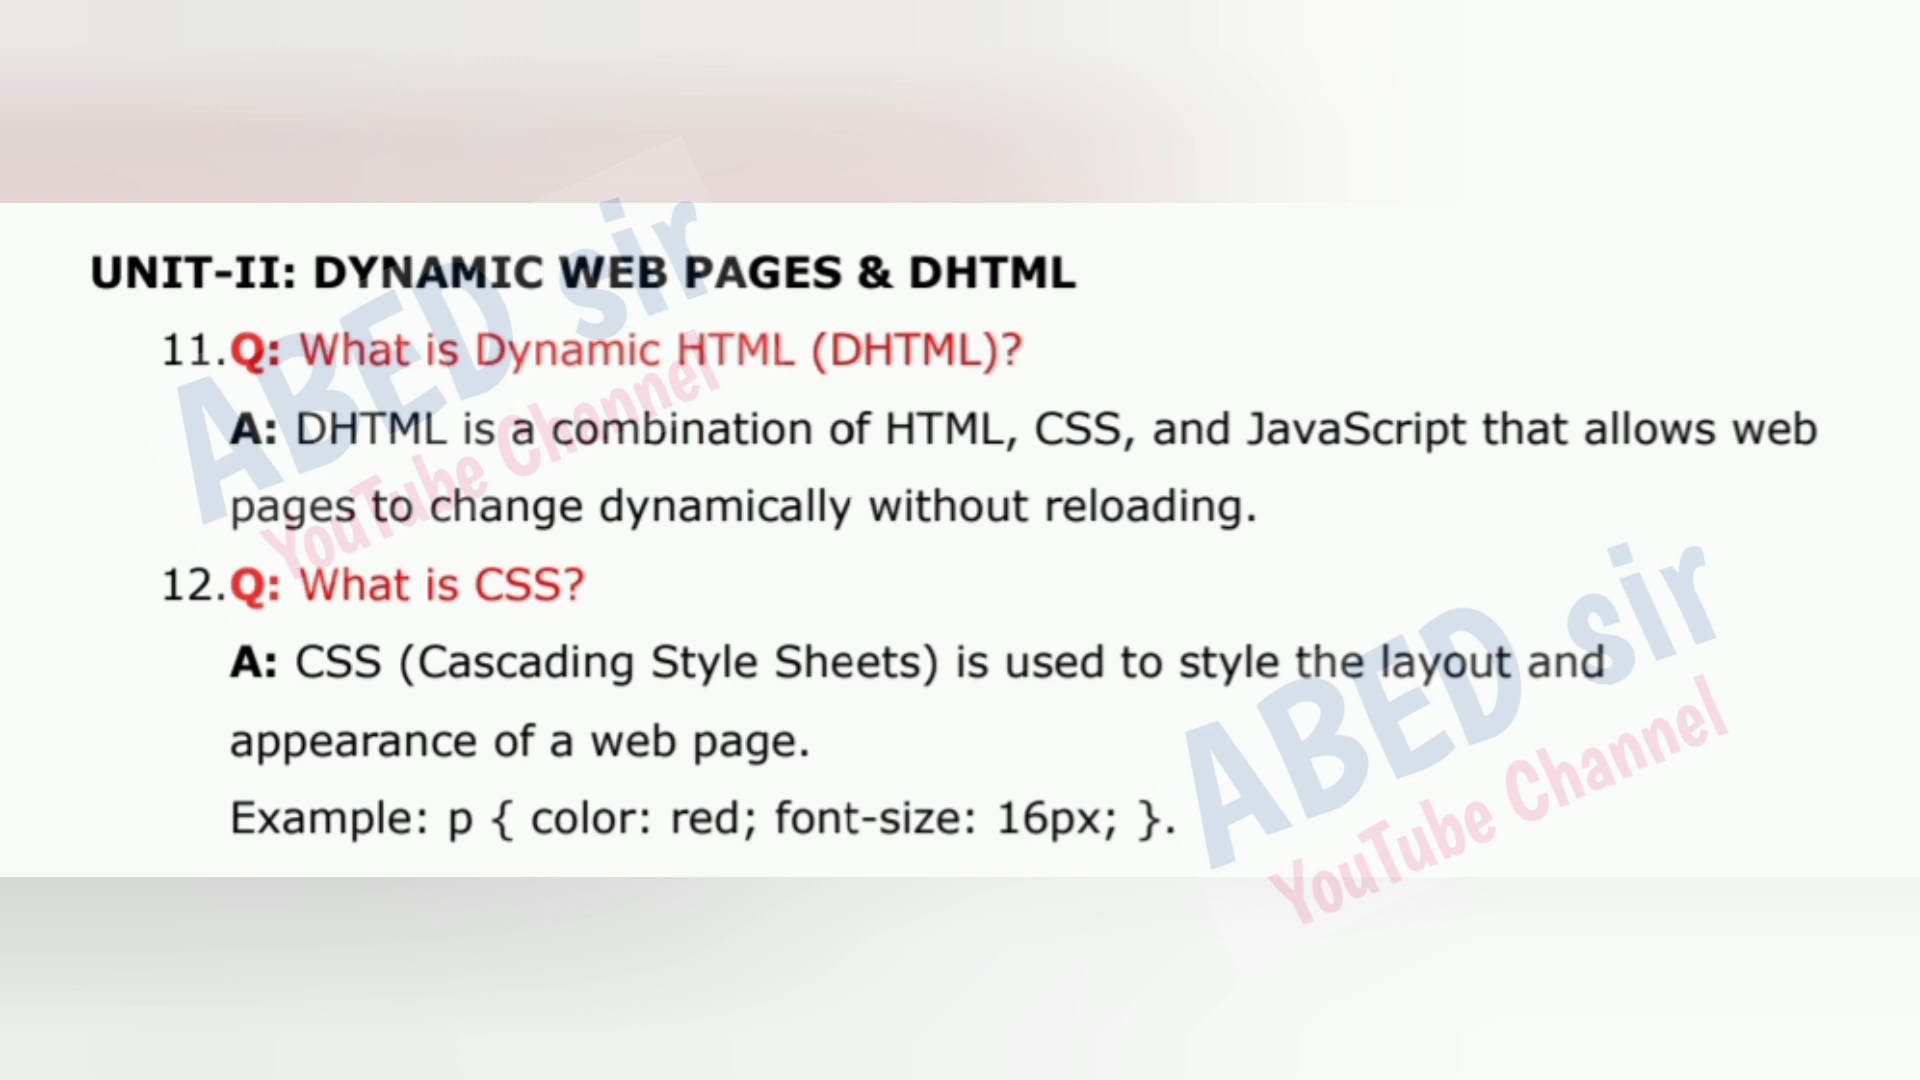 UNIT-II: DYNAMIC WEB PAGES & DHTML
11. Q: What is Dynamic HTML (DHTML)?
A: DHTML is a combination of HTML, CSS, and JavaScript that allows web
pages to change dynamically without reloading.
12. Q: What is CSS?
A: CSS (Cascading Style Sheets) is used to style the layout and
appearance of a web page.
Example: p { color: red; font-size: 16px; }.
ABED sir
YouTube Channel
ABED sir
YouTube Channel